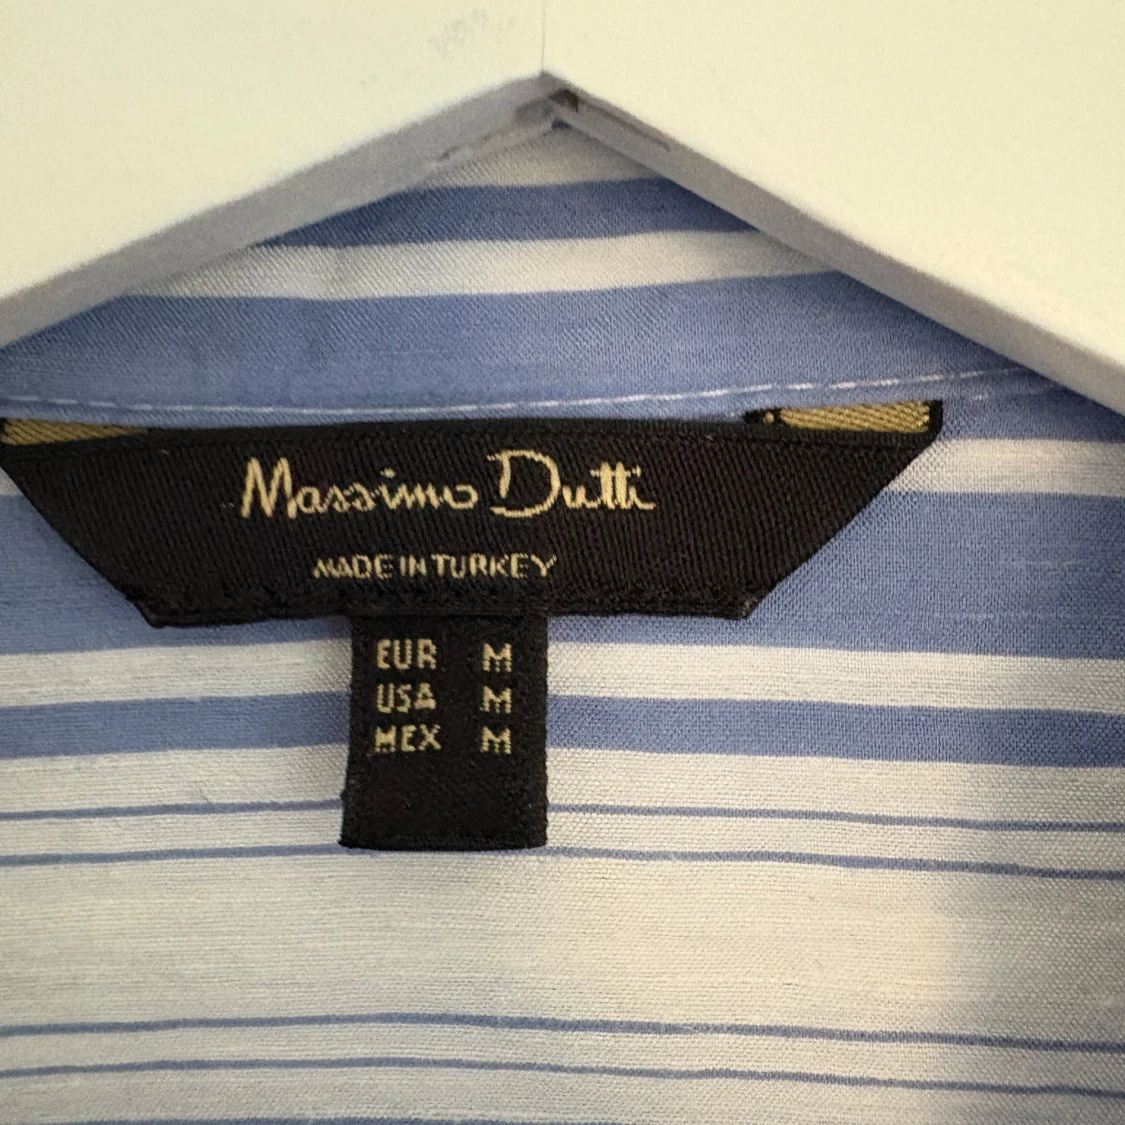 Massimo Dutti
MADE IN TURKEY
EUR M
USA M
MEX M